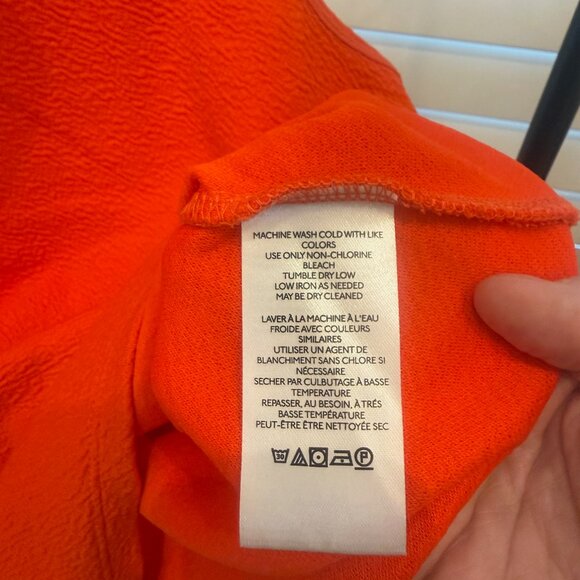 MACHINE WASH COLD WITH LIKE
COLORS
USE ONLY NON-CHLORINE
BLEACH
TUMBLE DRY LOW
LOW IRON AS NEEDED
MAY BE DRY CLEANED
LAVER À LA MACHINE À L'EAU
FROIDE AVEC COULEURS
SIMILAIRES
UTILISER UN AGENT DE
BLANCHIMENT SANS CHLORE SI
NÉCESSAIRE
SECHER PAR CULBUTAGE À BASSE
TEMPERATURE
REPASSER, AU BESOIN, À TRÉS
BASSE TEMPÉRATURE
PEUT-ÊTRE ÊTRE NETTOYÉE SEC
30 P